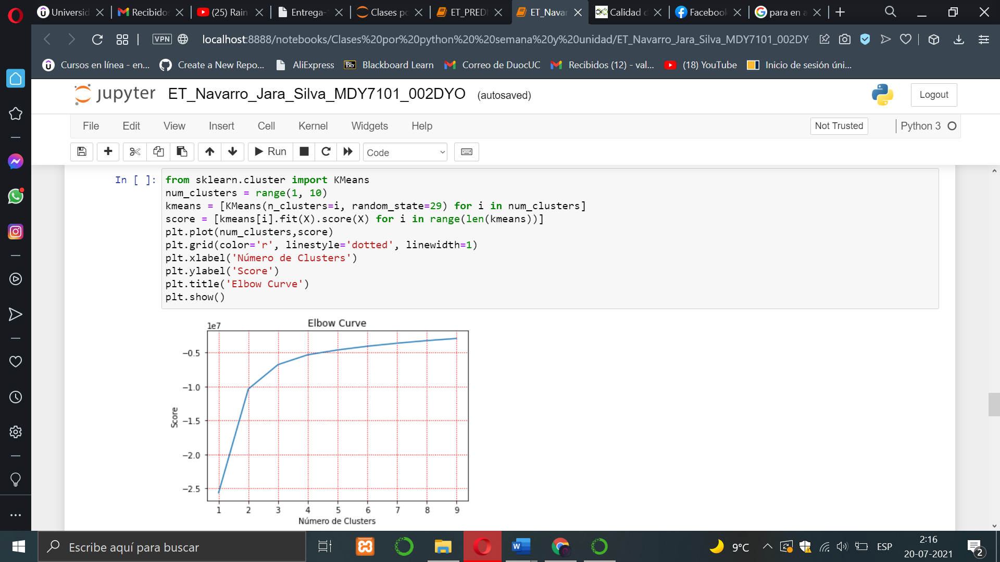 Universid
Recibido
(25) Rain
Entrega-
Clases po
ET_PREDI
ET_Navar
Calidad d
Facebook
para en a
VPN
localhost:8888/notebooks/Clases%20por%20python%20%20semana%20y%20unidad/ET_Navarro_Jara_Silva_MDY7101_002DY
Cursos en línea - en...
Create a New Repo...
AliExpress
Bb
Blackboard Learn
Correo de DuocUC
Recibidos (12) - val...
(18) YouTube
Inicio de sesión úni...
jupyter ET_Navarro_Jara_Silva_MDY7101_002DYO (autosaved)
Logout
File Edit View Insert Cell Kernel Widgets Help
Not Trusted
Python 3
Run
Code
In [ ]:
from sklearn.cluster import KMeans
num_clusters = range(1, 10)
kmeans = [KMeans(n_clusters=i, random_state=29) for i in num_clusters]
score = [kmeans[i].fit(X).score(X) for i in range(len(kmeans))]
plt.plot(num_clusters,score)
plt.grid(color='r', linestyle='dotted', linewidth=1)
plt.xlabel('Número de Clusters')
plt.ylabel('Score')
plt.title('Elbow Curve')
plt.show()
Elbow Curve
1e7
−0.5
−1.0
−1.5
−2.0
−2.5
Score
1 2 3 4 5 6 7 8 9
Número de Clusters
Escribe aquí para buscar
9°C
ESP
2:16
20-07-2021
2